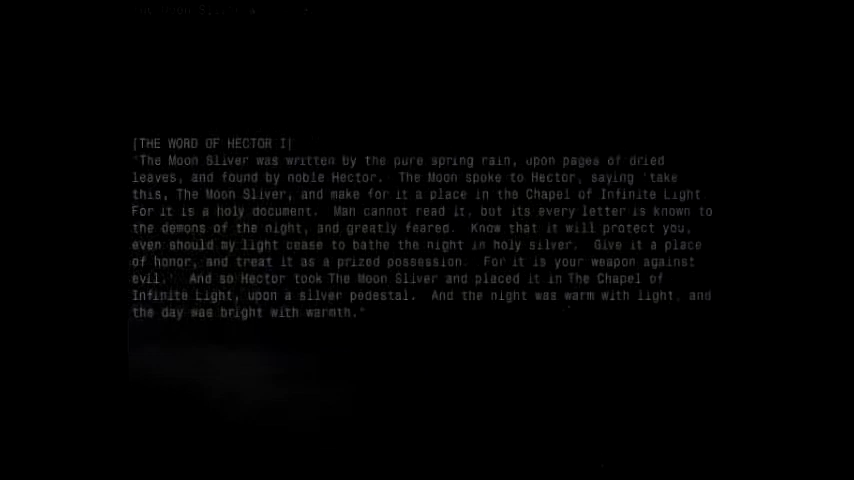 [THE WORD OF HECTOR I]
"The Moon Sliver was written by the pure spring rain, upon pages of dried
leaves, and found by noble Hector. The Moon spoke to Hector, saying 'take
this, The Moon Sliver, and make for it a place in the Chapel of Infinite Light
For it is a holy document. Man cannot read it, but its every letter is known to
the demons of the night, and greatly feared. Know that it will protect you,
even should my light cease to bathe the night in holy silver. Give it a place
of honor, and treat it as a prized possession. For it is your weapon against
evil.' And so Hector took The Moon Sliver and placed it in The Chapel of
Infinite Light, upon a silver pedestal. And the night was warm with light, and
the day was bright with warmth."